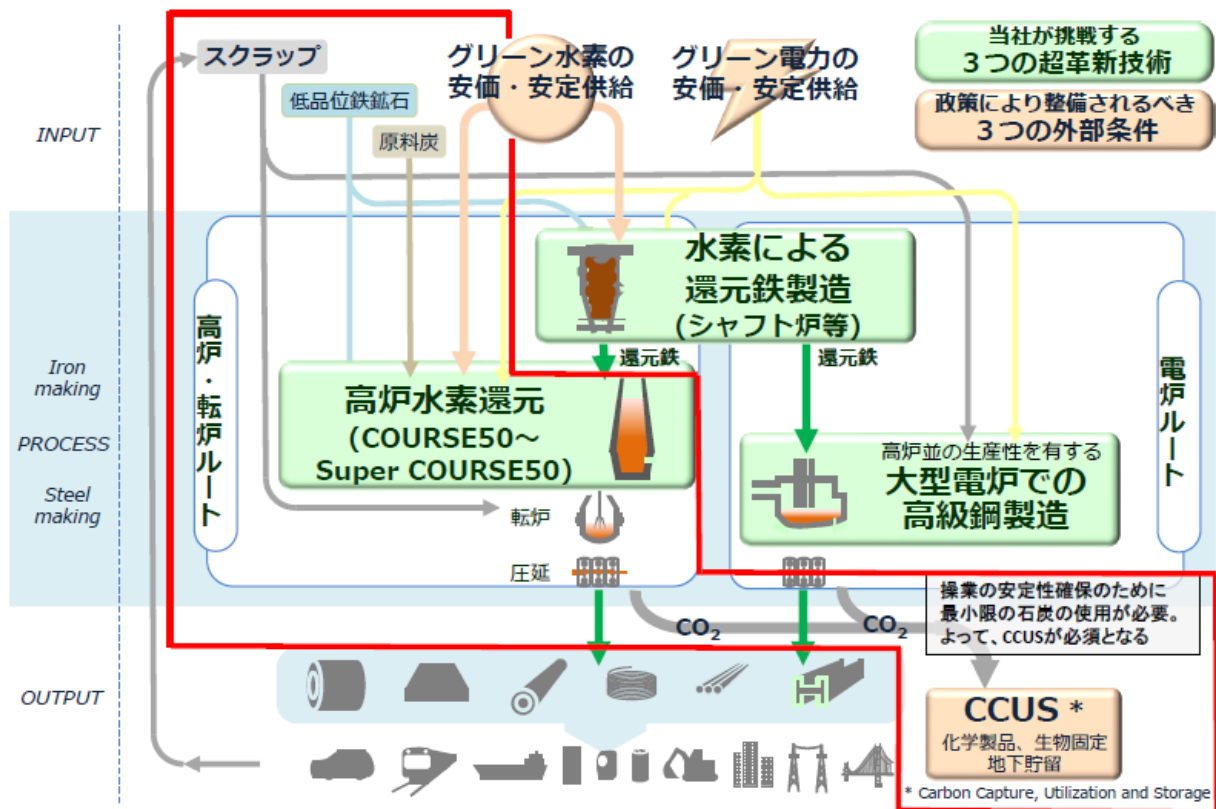 スクラップ
グリーン水素の
安価・安定供給
グリーン電力の
安価・安定供給
当社が挑戦する
3つの超革新技術
政策により整備されるべき
3つの外部条件
低品位鉄鉱石
原料炭
INPUT
水素による
還元鉄製造
(シャフト炉等)
高炉・転炉ルート
電炉ルート
還元鉄
還元鉄
Iron
making
PROCESS
Steel
making
高炉水素還元
(COURSE50~
Super COURSE50)
高炉並の生産性を有する
大型電炉での
高級鋼製造
転炉
圧延
操業の安定性確保のために
最小限の石炭の使用が必要。
よって、CCUSが必須となる
CO2
CO2
OUTPUT
CCUS *
化学製品、生物固定
地下貯留
* Carbon Capture, Utilization and Storage